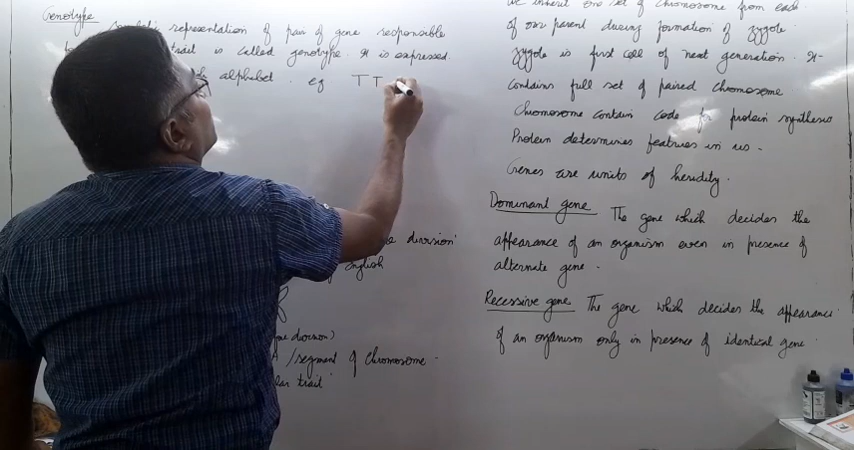 Genotype
representation of pair of gene responsible
trait is called genotype. It is expressed
alphabet. eg TT
division'
English
/segment of chromosome.
trait
we inherit one set of chromosome from each
of our parent during formation of zygote.
zygote is first cell of next generation. It
contains full set of paired chromosome.
Chromosome contain code for protein synthesis
Protein determines features in us.
Genes are units of heridity.
Dominant gene The gene which decides the
appearance of an organism even in presence of
alternate gene.
Recessive gene The gene which decides the appearance
of an organism only in presence of identical gene.